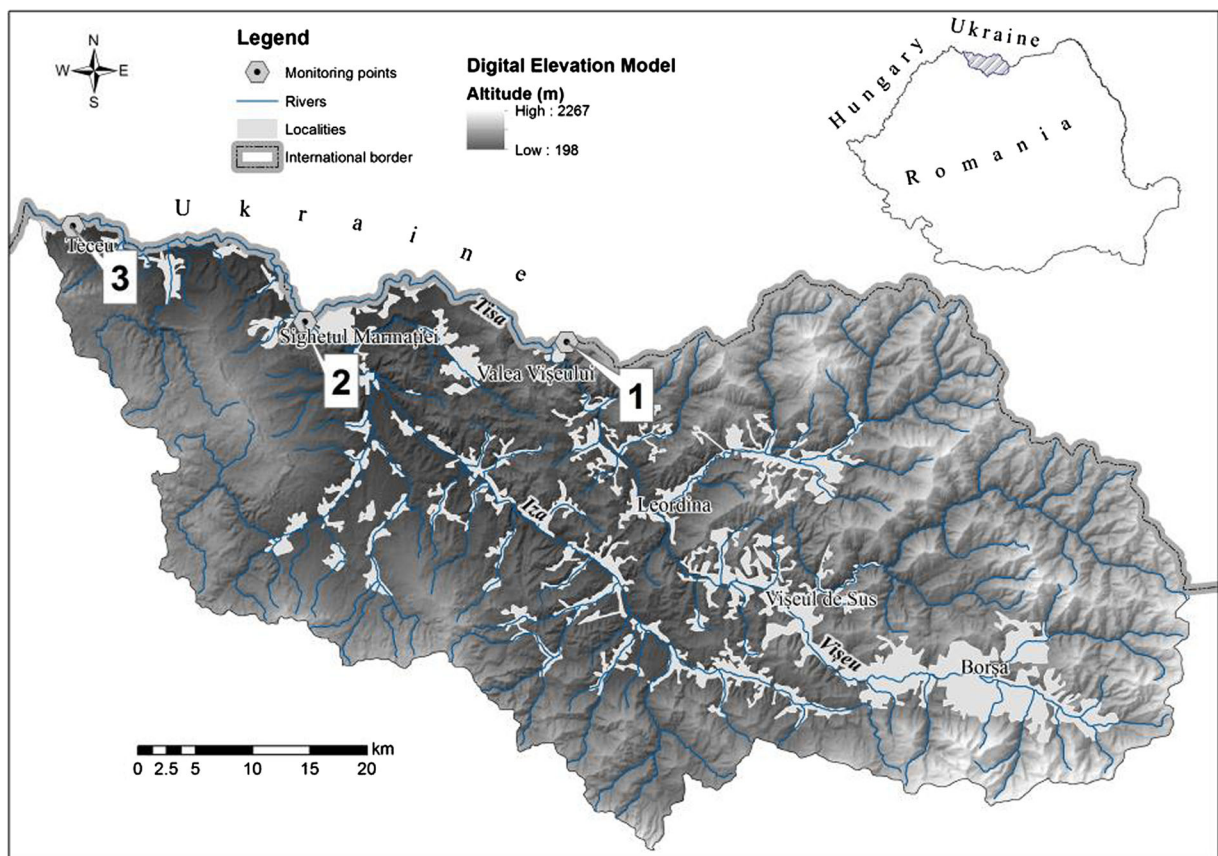 N
W E
S
Legend
Monitoring points
Rivers
Localities
International border
Digital Elevation Model
Altitude (m)
High : 2267
Low : 198
Hungary
Ukraine
Romania
Ukraine
Teceu
3
Tisa
Sighetul Marmației
2
Valea Vișeului
1
Leordina
Iza
Vișeul de Sus
Vișeu
Borșa
km
0 2.5 5 10 15 20